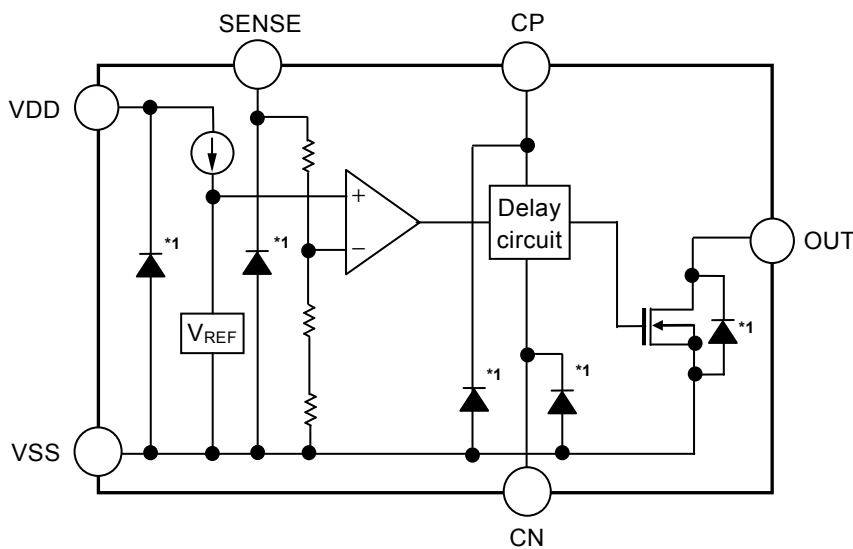 SENSE
CP
VDD
+
Delay
circuit
*1
*1
−
OUT
VREF
*1
*1
*1
VSS
CN